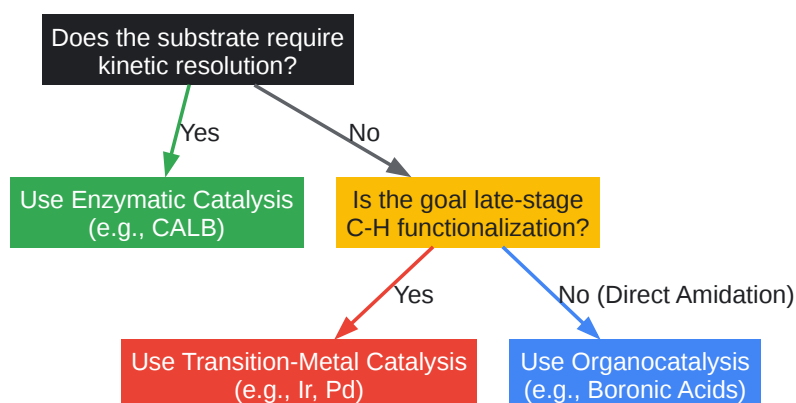 Does the substrate require
kinetic resolution?
Yes
No
Use Enzymatic Catalysis
(e.g., CALB)
Is the goal late-stage
C-H functionalization?
Yes
No (Direct Amidation)
Use Transition-Metal Catalysis
(e.g., Ir, Pd)
Use Organocatalysis
(e.g., Boronic Acids)